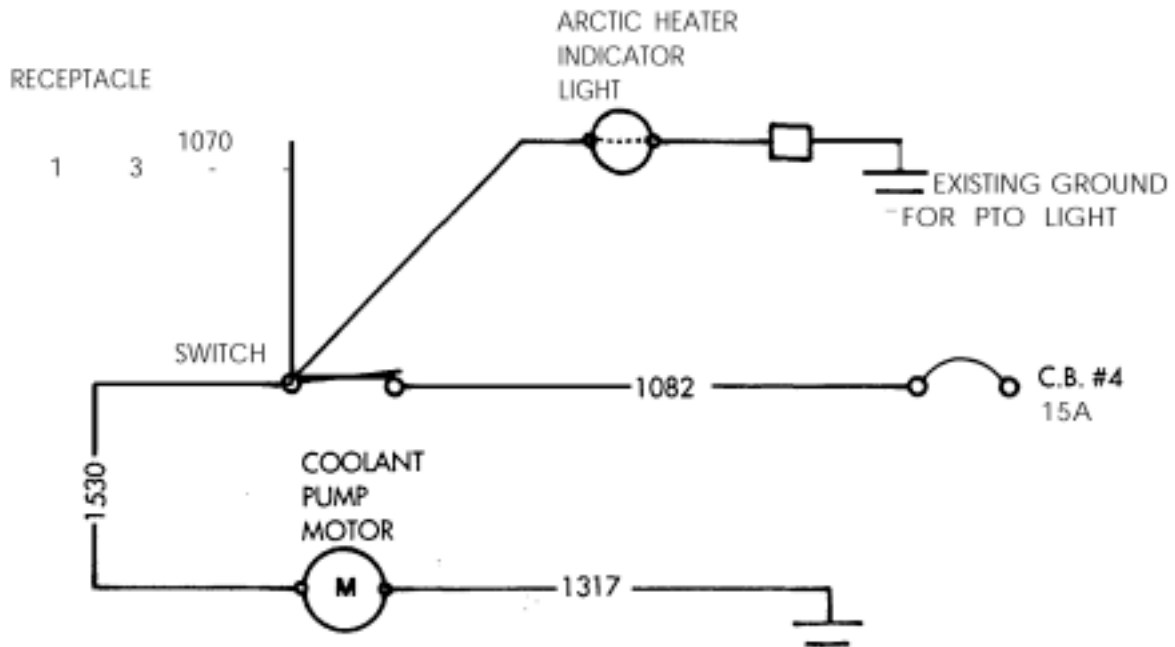 ARCTIC HEATER
INDICATOR
LIGHT
RECEPTACLE
1070
1 3 - -
EXISTING GROUND
FOR PTO LIGHT
SWITCH
1082
C.B. #4
15A
1530
COOLANT
PUMP
MOTOR
M
1317